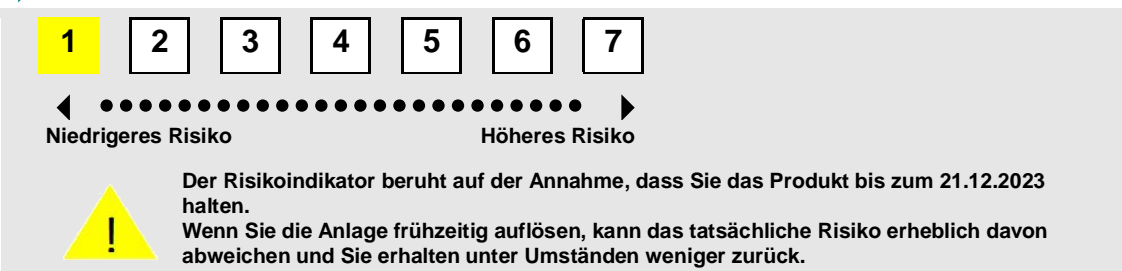 1 2 3 4 5 6 7
Niedrigeres Risiko Höheres Risiko
Der Risikoindikator beruht auf der Annahme, dass Sie das Produkt bis zum 21.12.2023
halten.
Wenn Sie die Anlage frühzeitig auflösen, kann das tatsächliche Risiko erheblich davon
abweichen und Sie erhalten unter Umständen weniger zurück.
!